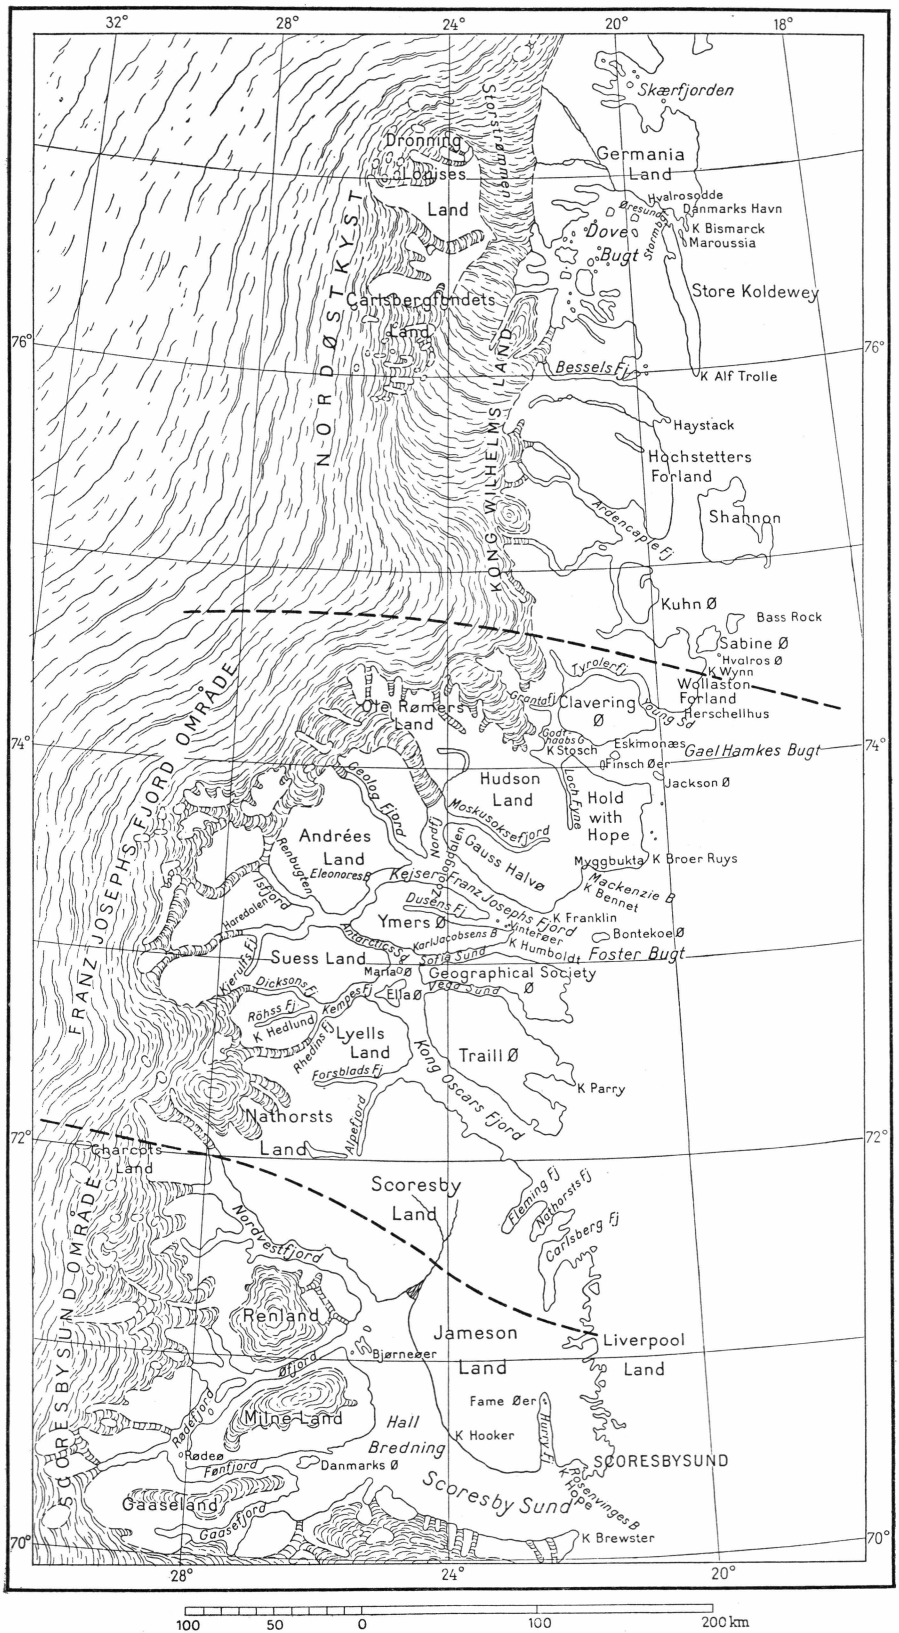 32°
28°
24°
20°
18°
Skærfjorden
Storstrømmen
Dronning
Louises
Land
Germania
Land
Hvalrosodde
Øresund
Danmarks Havn
Stormbugt
K Bismarck
Maroussia
Dove
Bugt
NORDØSTKYST
Carlsbergfondets
Land
Store Koldewey
76°
76°
KONG WILHELMS LAND
Bessels Fj
K Alf Trolle
Haystack
Hochstetters
Forland
Shannon
Ardencaple Fj
Kuhn Ø
Bass Rock
Sabine Ø
Hvalros Ø
K Wynn
Wollaston
Forland
Herschellhus
Tyrolerfj
Clavering
Ø
Young Sd
Grantafj
Ole Rømers
Land
Godt-
haabs G
K Stosch
Eskimonæs
Finsch Øer
Gael Hamkes Bugt
74°
74°
Jackson Ø
FRANZ JOSEPHS FJORD OMRÅDE
Geolog Fjord
Hudson
Land
Loch Fyne
Hold
with
Hope
Moskusoksefjord
Nordfj
Zoologdalen
Andrées
Land
Renbugten
Eleonores B
Gauss Halvø
Myggbukta
K Broer Ruys
Isfjord
Kejser Franz Josephs Fjord
Mackenzie B
K Bennet
Haredalen
Duséns Fj
Ymers Ø
K Franklin
Vinterøer
Bontekoe Ø
Karl Jacobsens B
K Humboldt
Foster Bugt
Antarctics Sd
Sofia Sund
Suess Land
Kjerulfs Fj
Maria Ø
Geographical Society
Ø
Dicksons Fj
Kempes Fj
Ella Ø
Vega Sund
Röhss Fj
K Hedlund
Rhedins Fj
Lyells
Land
Traill Ø
Kong Oscars Fjord
Forsblads Fj
K Parry
Nathorsts
Land
Alpefjord
72°
72°
Charcots
Land
Scoresby
Land
Fleming Fj
Nathorsts Fj
Carlsberg Fj
SCORESBYSUND OMRÅDE
Nordvestfjord
Renland
Jameson
Land
Liverpool
Land
Bjørneøer
Øfjord
Milne Land
Rødefjord
Fame Øer
Hurry Fj
Hall
Bredning
K Hooker
Rødeø
Fønfjord
Danmarks Ø
SCORESBYSUND
Rosenvinges B
K Hope
Scoresby Sund
Gaaseland
Gaasefjord
K Brewster
70°
70°
28°
24°
20°
100
50
0
100
200 km